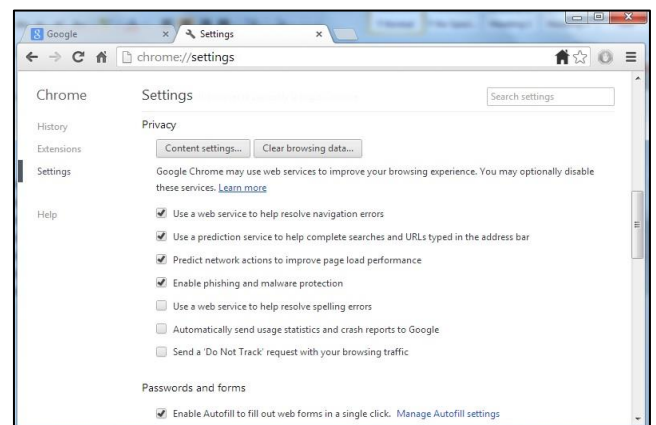 Google
Settings
chrome://settings
Chrome
Settings
Search settings
History
Extensions
Settings
Help
Privacy
Content settings...
Clear browsing data...
Google Chrome may use web services to improve your browsing experience. You may optionally disable
these services. Learn more
Use a web service to help resolve navigation errors
Use a prediction service to help complete searches and URLs typed in the address bar
Predict network actions to improve page load performance
Enable phishing and malware protection
Use a web service to help resolve spelling errors
Automatically send usage statistics and crash reports to Google
Send a 'Do Not Track' request with your browsing traffic
Passwords and forms
Enable Autofill to fill out web forms in a single click. Manage Autofill settings